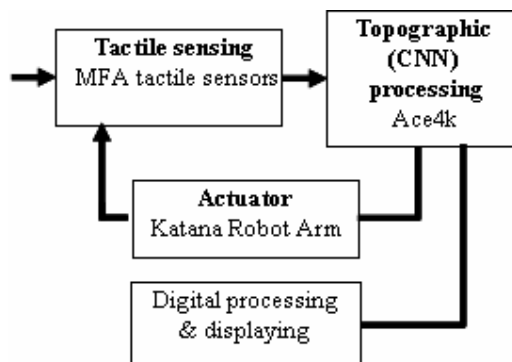 Tactile sensing
MFA tactile sensors
Topographic
(CNN)
processing
Ace4k
Actuator
Katana Robot Arm
Digital processing
& displaying